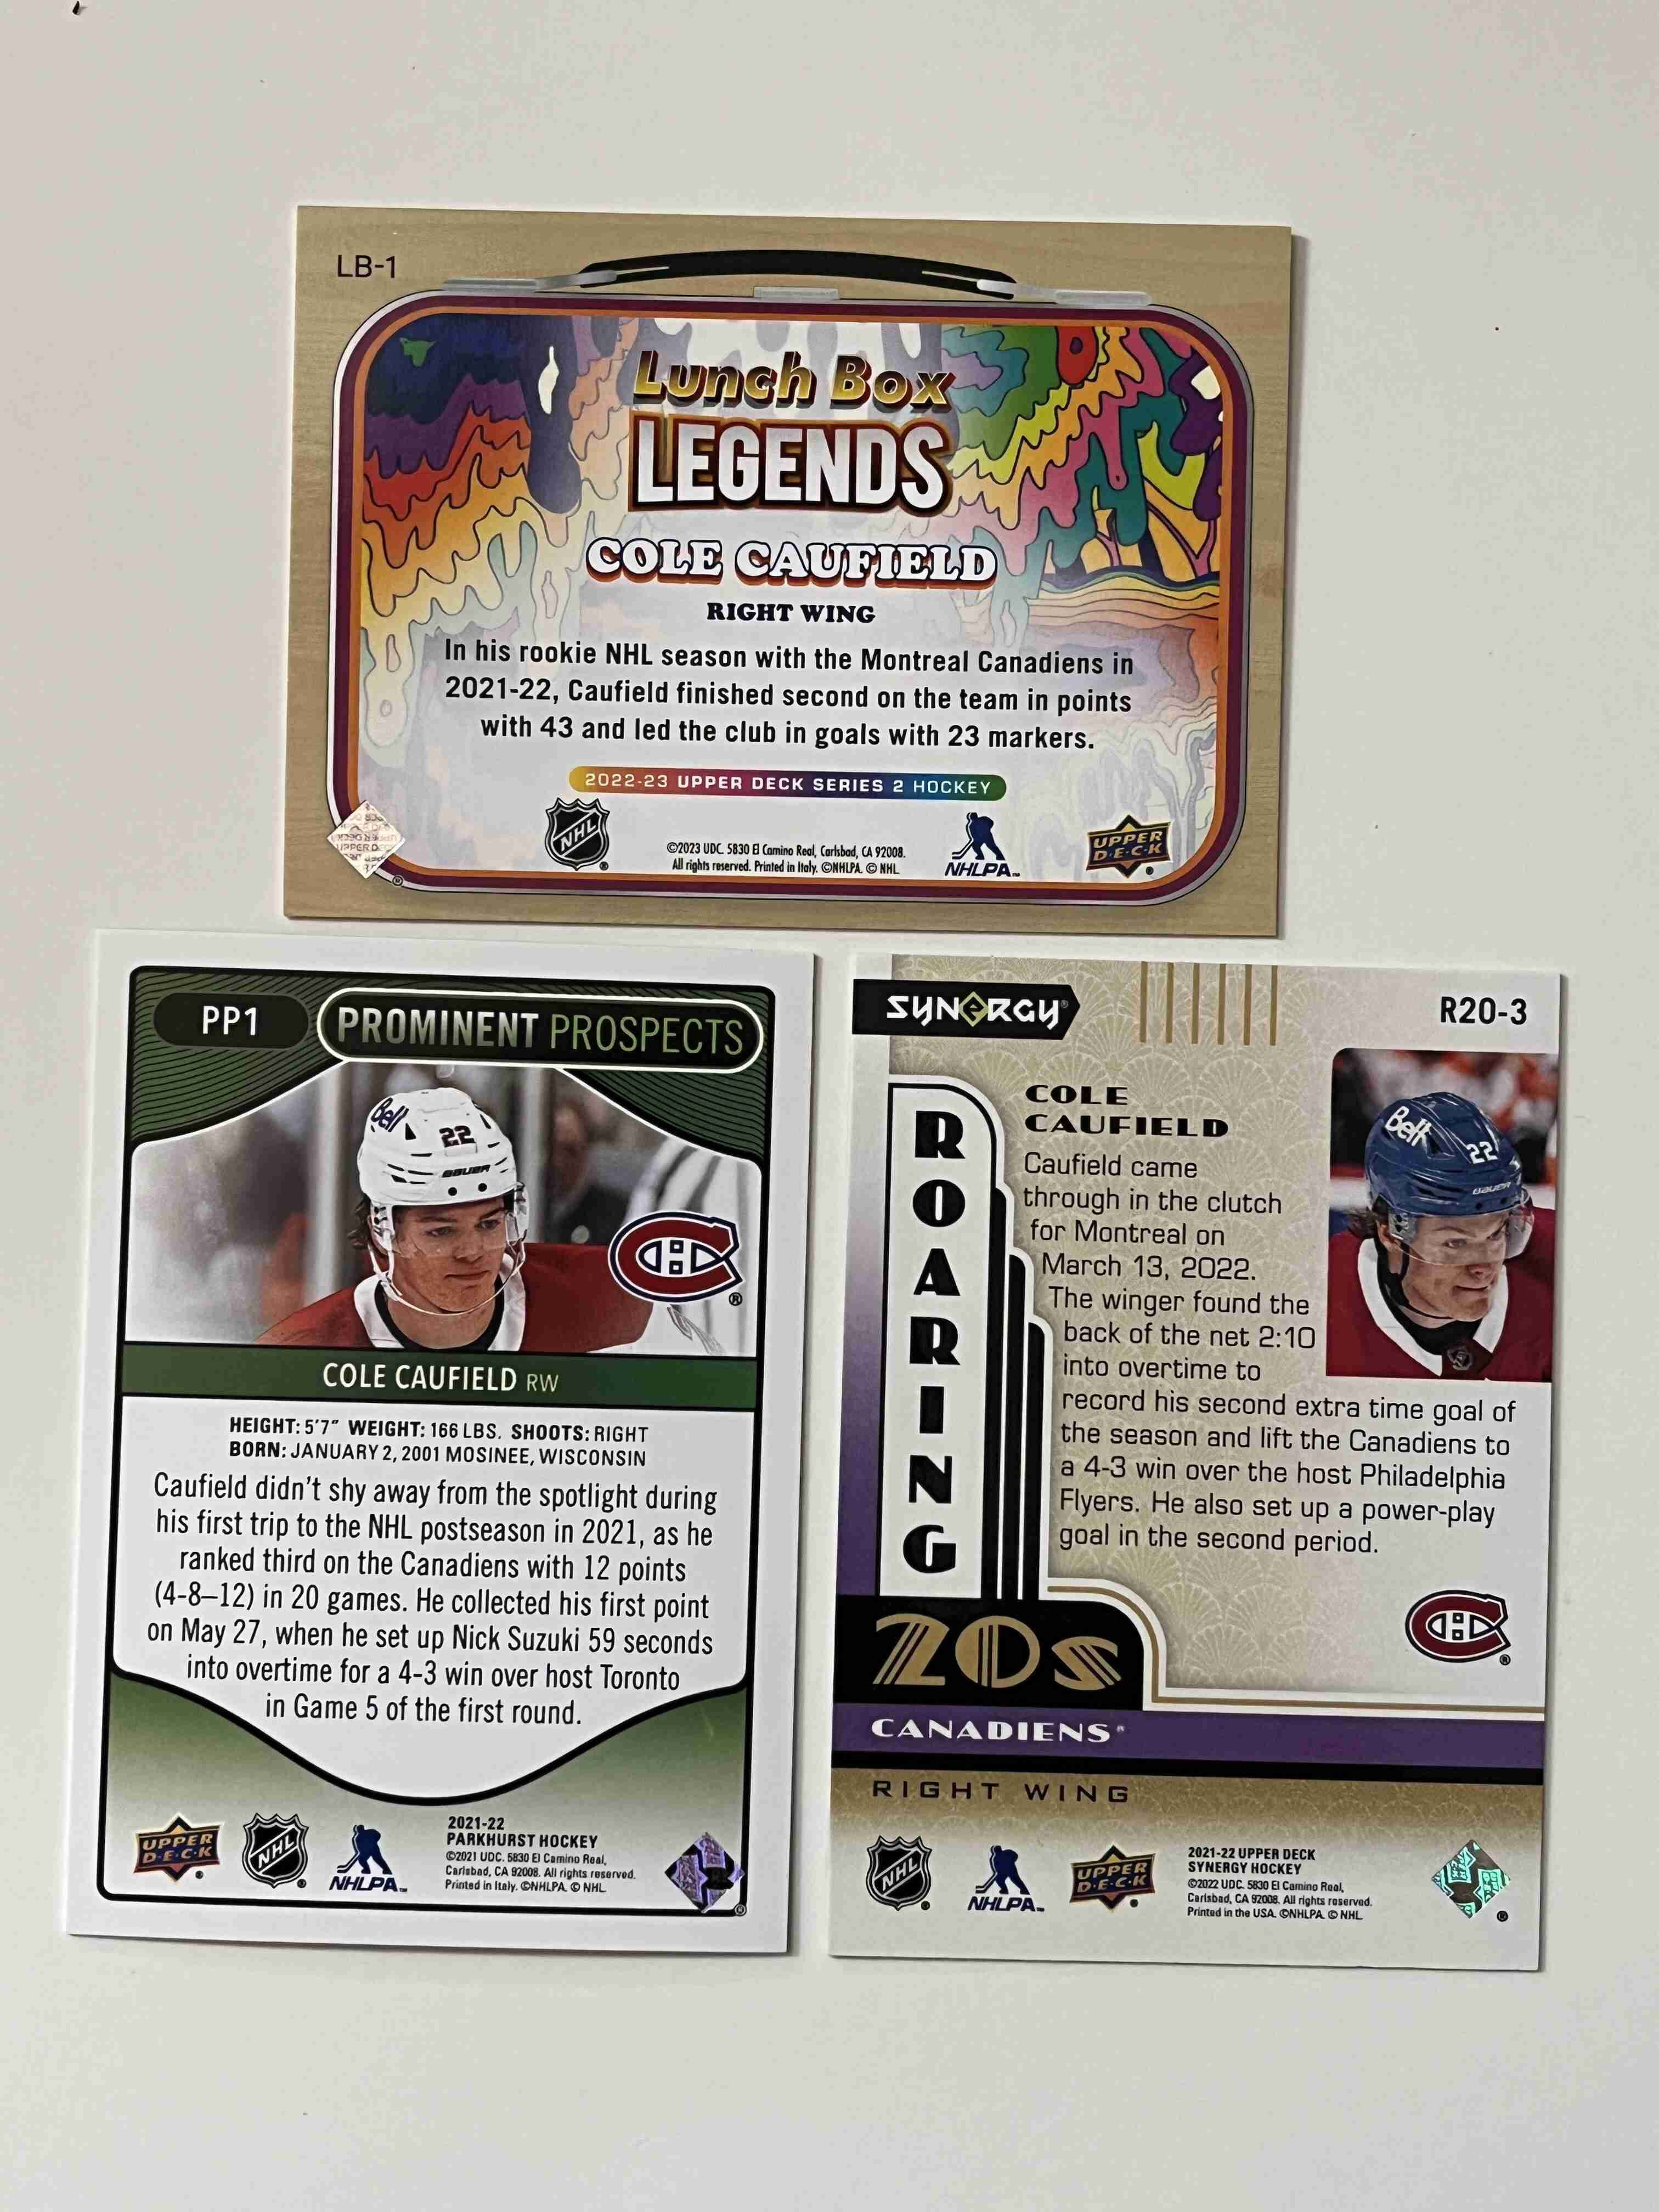 LB-1
Lunch Box
LEGENDS
COLE CAUFIELD
RIGHT WING
In his rookie NHL season with the Montreal Canadiens in
2021-22, Caufield finished second on the team in points
with 43 and led the club in goals with 23 markers.
2022-23 UPPER DECK SERIES 2 HOCKEY
NHL
©2023 UDC. 5830 El Camino Real, Carlsbad, CA 92008.
All rights reserved. Printed in Italy. ©NHLPA. © NHL
NHLPA
UPPER
D·E·C·K
PP1
PROMINENT PROSPECTS
Bell
22
BAUER
COLE CAUFIELD RW
HEIGHT: 5'7" WEIGHT: 166 LBS. SHOOTS: RIGHT
BORN: JANUARY 2, 2001 MOSINEE, WISCONSIN
Caufield didn't shy away from the spotlight during
his first trip to the NHL postseason in 2021, as he
ranked third on the Canadiens with 12 points
(4-8–12) in 20 games. He collected his first point
on May 27, when he set up Nick Suzuki 59 seconds
into overtime for a 4-3 win over host Toronto
in Game 5 of the first round.
UPPER
D·E·C·K
NHL
NHLPA
2021-22
PARKHURST HOCKEY
©2021 UDC. 5830 El Camino Real,
Carlsbad, CA 92008. All rights reserved.
Printed in Italy. ©NHLPA. © NHL
SYNERGY
R20-3
Bell
22
BAUER
ROARING
20s
COLE
CAUFIELD
Caufield came
through in the clutch
for Montreal on
March 13, 2022.
The winger found the
back of the net 2:10
into overtime to
record his second extra time goal of
the season and lift the Canadiens to
a 4-3 win over the host Philadelphia
Flyers. He also set up a power-play
goal in the second period.
CANADIENS
RIGHT WING
NHL
NHLPA
UPPER
D·E·C·K
2021-22 UPPER DECK
SYNERGY HOCKEY
©2022 UDC. 5830 El Camino Real,
Carlsbad, CA 92008. All rights reserved.
Printed in the USA. ©NHLPA. © NHL